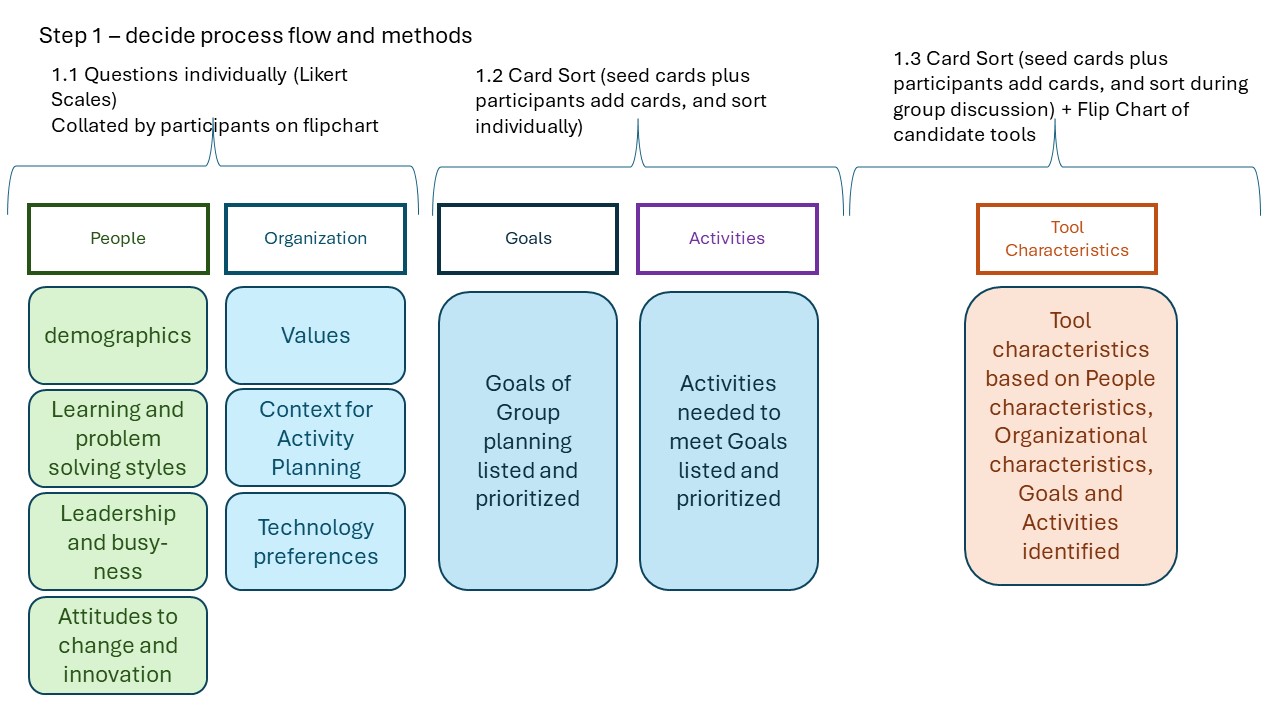 Step 1 – decide process flow and methods
1.1 Questions individually (Likert
Scales)
Collated by participants on flipchart
1.2 Card Sort (seed cards plus
participants add cards, and sort
individually)
1.3 Card Sort (seed cards plus
participants add cards, and sort during
group discussion) + Flip Chart of
candidate tools
People
Organization
Goals
Activities
Tool
Characteristics
demographics
Learning and
problem
solving styles
Leadership
and busy-
ness
Attitudes to
change and
innovation
Values
Context for
Activity
Planning
Technology
preferences
Goals of
Group
planning
listed and
prioritized
Activities
needed to
meet Goals
listed and
prioritized
Tool
characteristics
based on People
characteristics,
Organizational
characteristics,
Goals and
Activities
identified